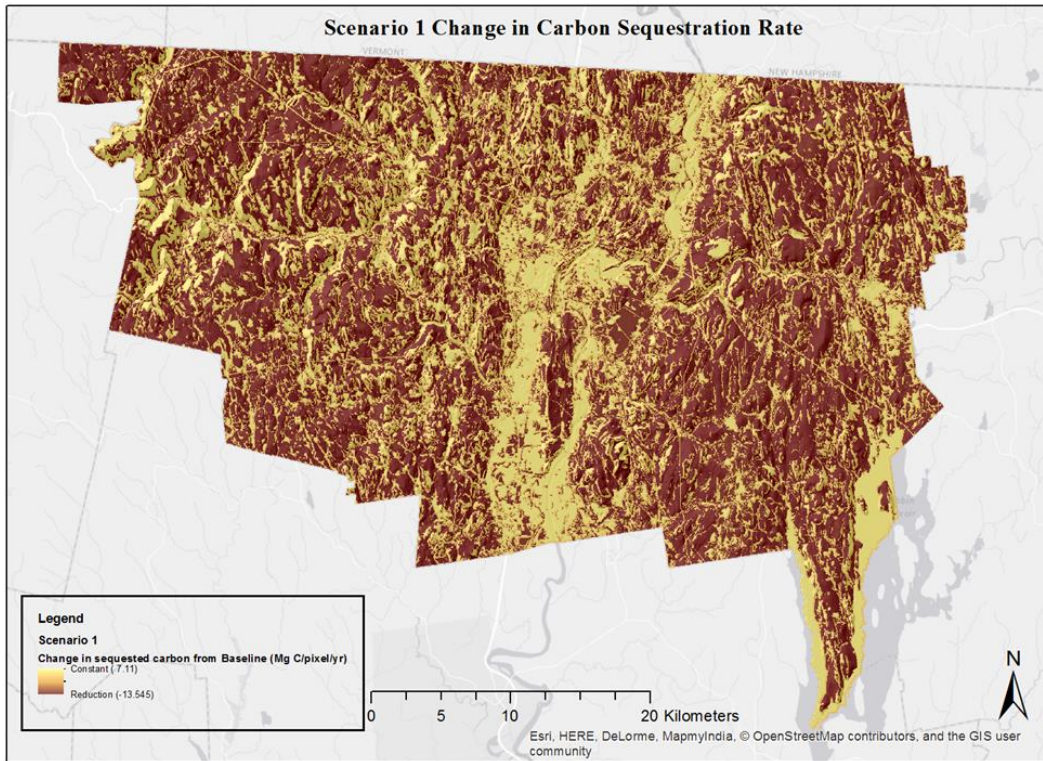 Scenario 1 Change in Carbon Sequestration Rate
VERMONT
NEW HAMPSHIRE
Legend
Scenario 1
Change in sequested carbon from Baseline (Mg C/pixel/yr)
Constant (-7.11)
Reduction (-13.545)
0 5 10 20 Kilometers
N
Esri, HERE, DeLorme, MapmyIndia, © OpenStreetMap contributors, and the GIS user
community